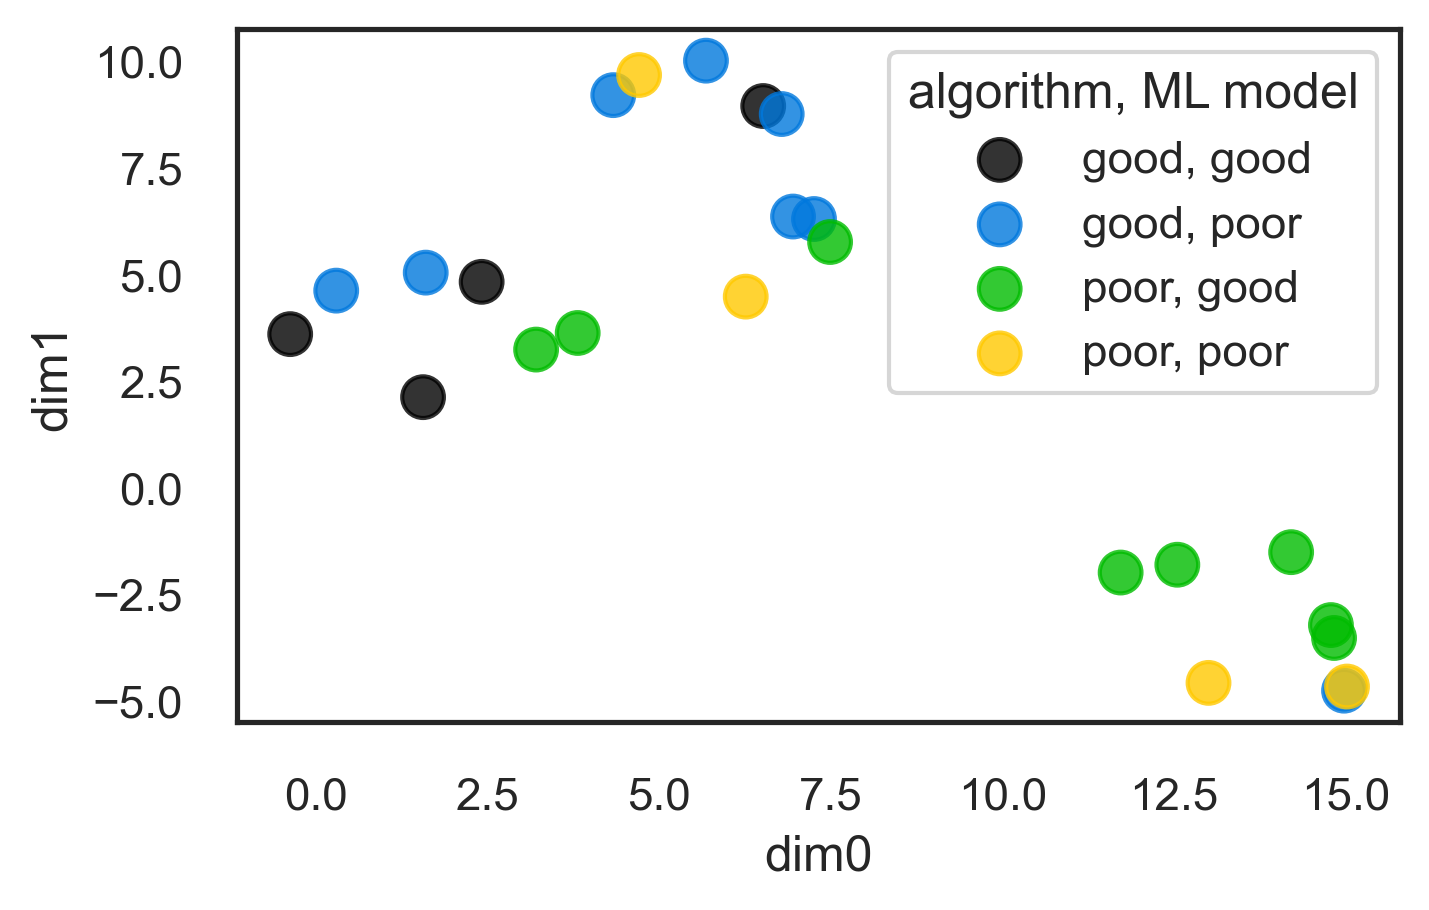 10.0
7.5
5.0
2.5
0.0
−2.5
−5.0
dim1
algorithm, ML model
good, good
good, poor
poor, good
poor, poor
0.0 2.5 5.0 7.5 10.0 12.5 15.0
dim0